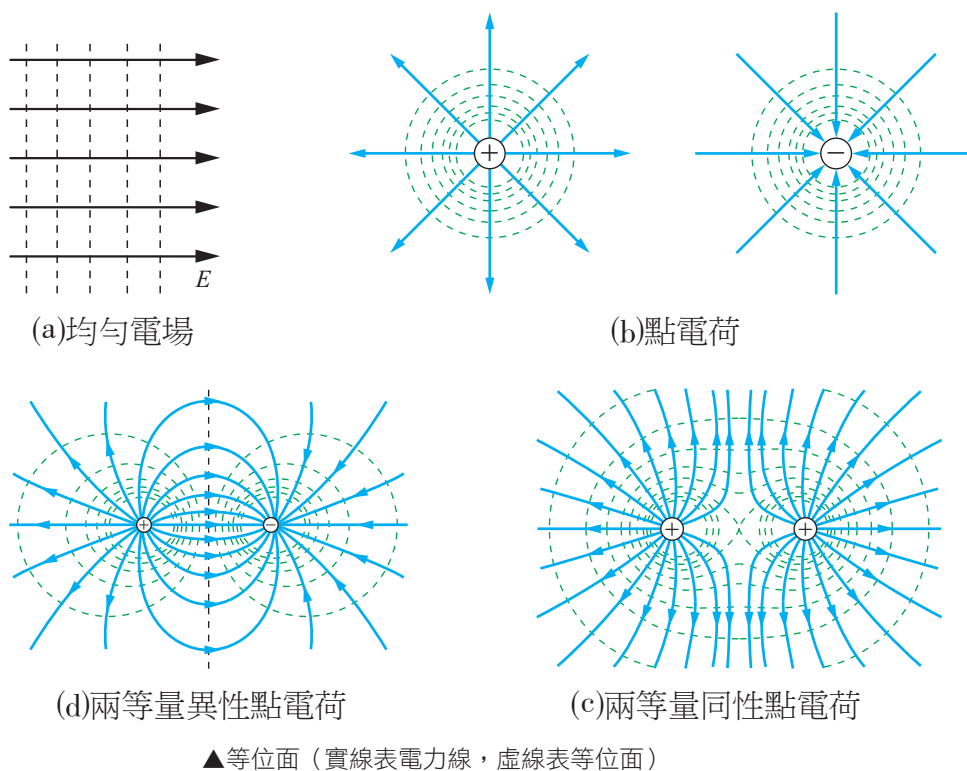 E
+
−
(a)均勻電場
(b)點電荷
+
−
+
+
(d)兩等量異性點電荷
(c)兩等量同性點電荷
▲等位面（實線表電力線，虛線表等位面）